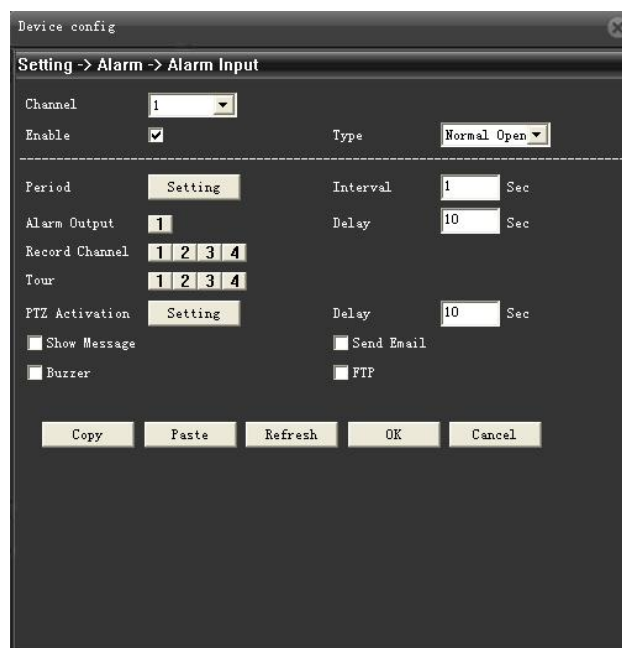 Device config
Setting -> Alarm -> Alarm Input
Channel 1
Enable Type Normal Open
Period Setting Interval 1 Sec
Alarm Output 1 Delay 10 Sec
Record Channel 1 2 3 4
Tour 1 2 3 4
PTZ Activation Setting Delay 10 Sec
Show Message Send Email
Buzzer FTP
Copy Paste Refresh OK Cancel